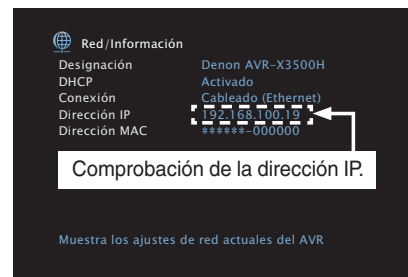 Red/Información
Designación Denon AVR-X3500H
DHCP Activado
Conexión Cableado (Ethernet)
Dirección IP 192.168.100.19
Dirección MAC ******-000000
Comprobación de la dirección IP.
Muestra los ajustes de red actuales del AVR